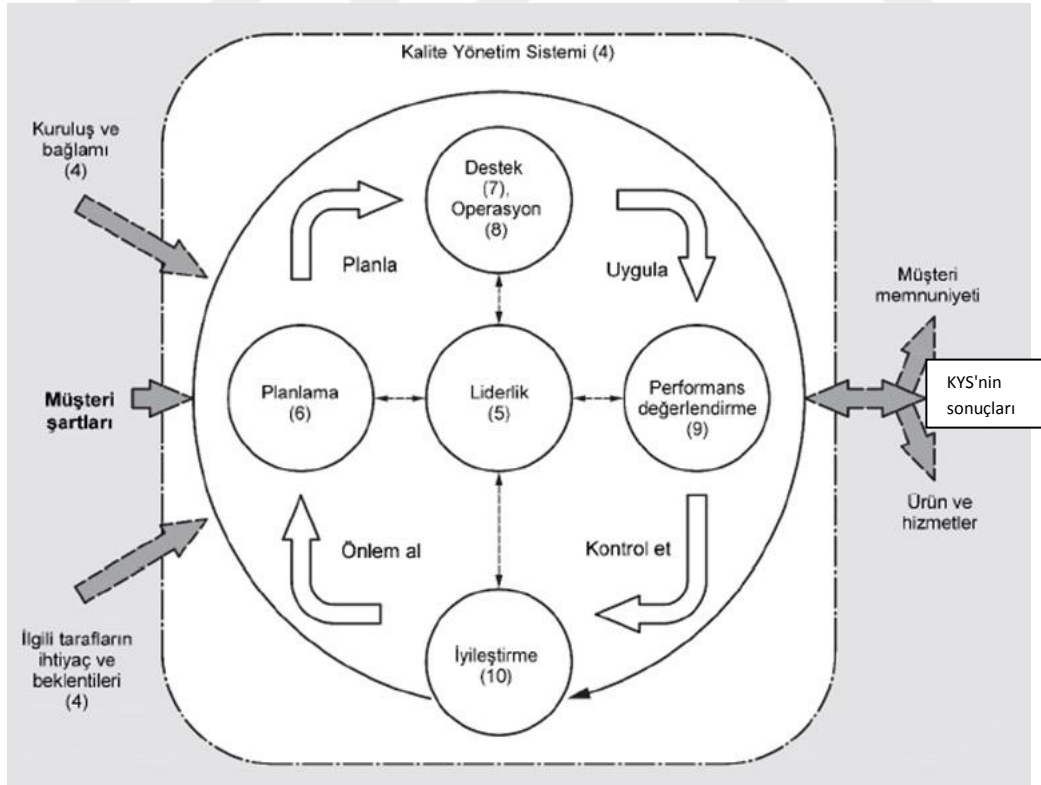 Kalite Yönetim Sistemi (4)
Kuruluş ve
bağlamı
(4)
Destek
(7),
Operasyon
(8)
Planla
Uygula
Müşteri
memnuniyeti
Müşteri
şartları
Planlama
(6)
Liderlik
(5)
Performans
değerlendirme
(9)
KYS'nin
sonuçları
Ürün ve
hizmetler
Önlem al
Kontrol et
İlgili tarafların
ihtiyaç ve
beklentileri
(4)
İyileştirme
(10)